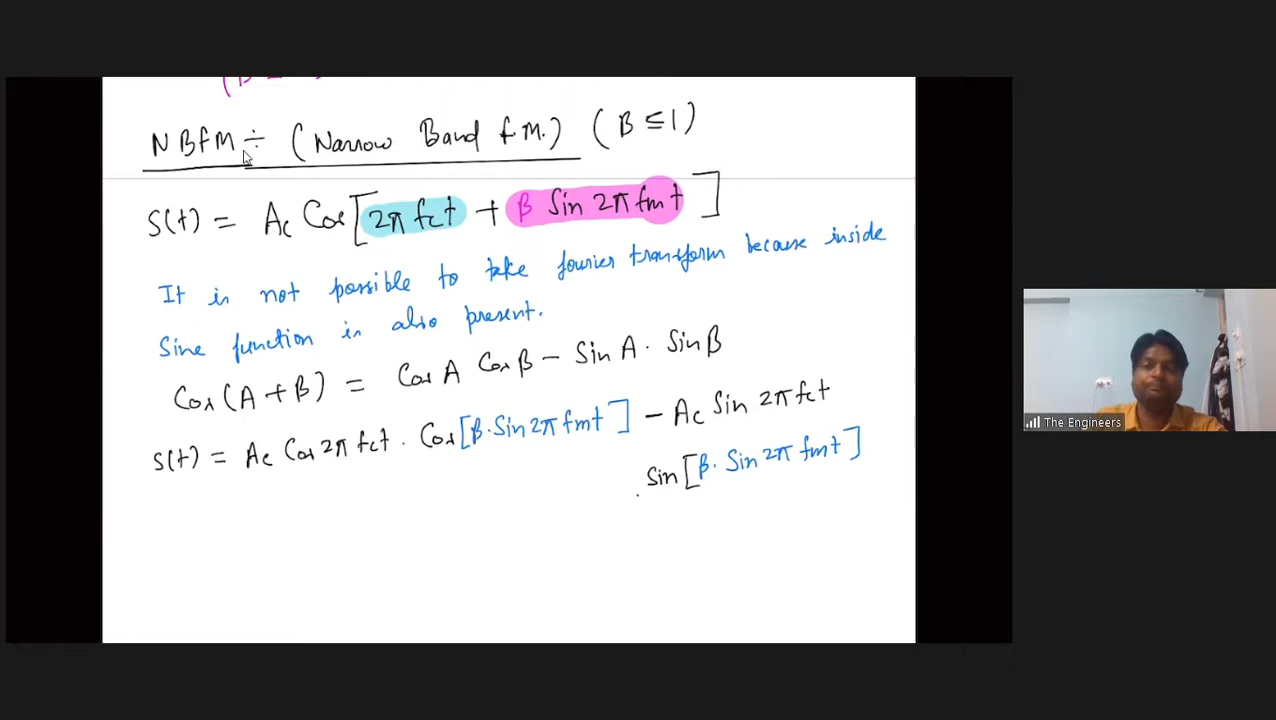 NBFM ÷ (Narrow Band f.M.) (B ≤ 1)
S(t) = Ac Cos[2π fct + β Sin 2π fmt]
It is not possible to take fourier transform because inside
Sine function is also present.
Cos(A+B) = Cos A Cos B - Sin A · Sin B
S(t) = Ac Cos 2π fct · Cos[β · Sin 2π fmt] - Ac Sin 2π fct
· Sin[β · Sin 2π fmt]
The Engineers